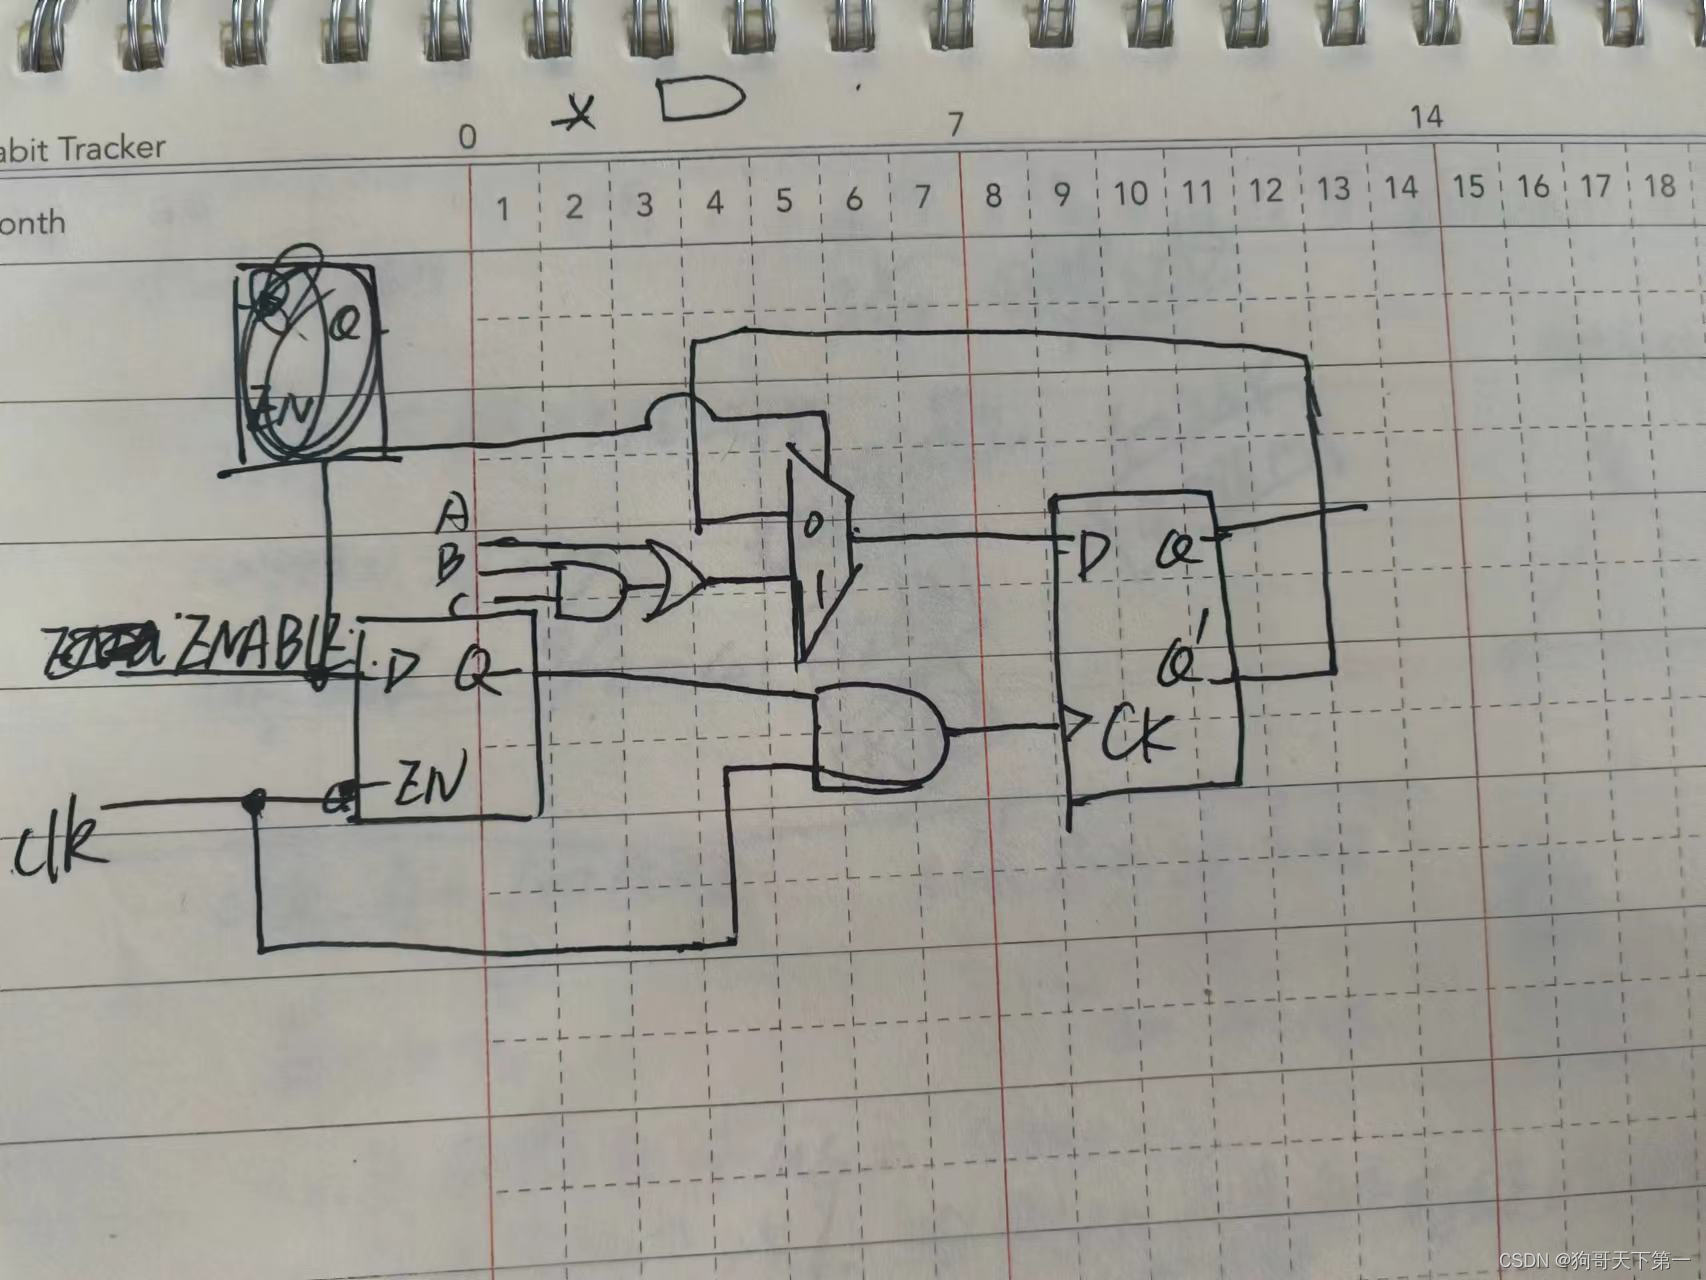 0 7 14
abit Tracker
1 2 3 4 5 6 7 8 9 10 11 12 13 14 15 16 17 18
onth
Q
EN
A
B
C
0
1
D Q
Q'
CK
ENABLE
D Q
EN
clk
CSDN @狗哥天下第一